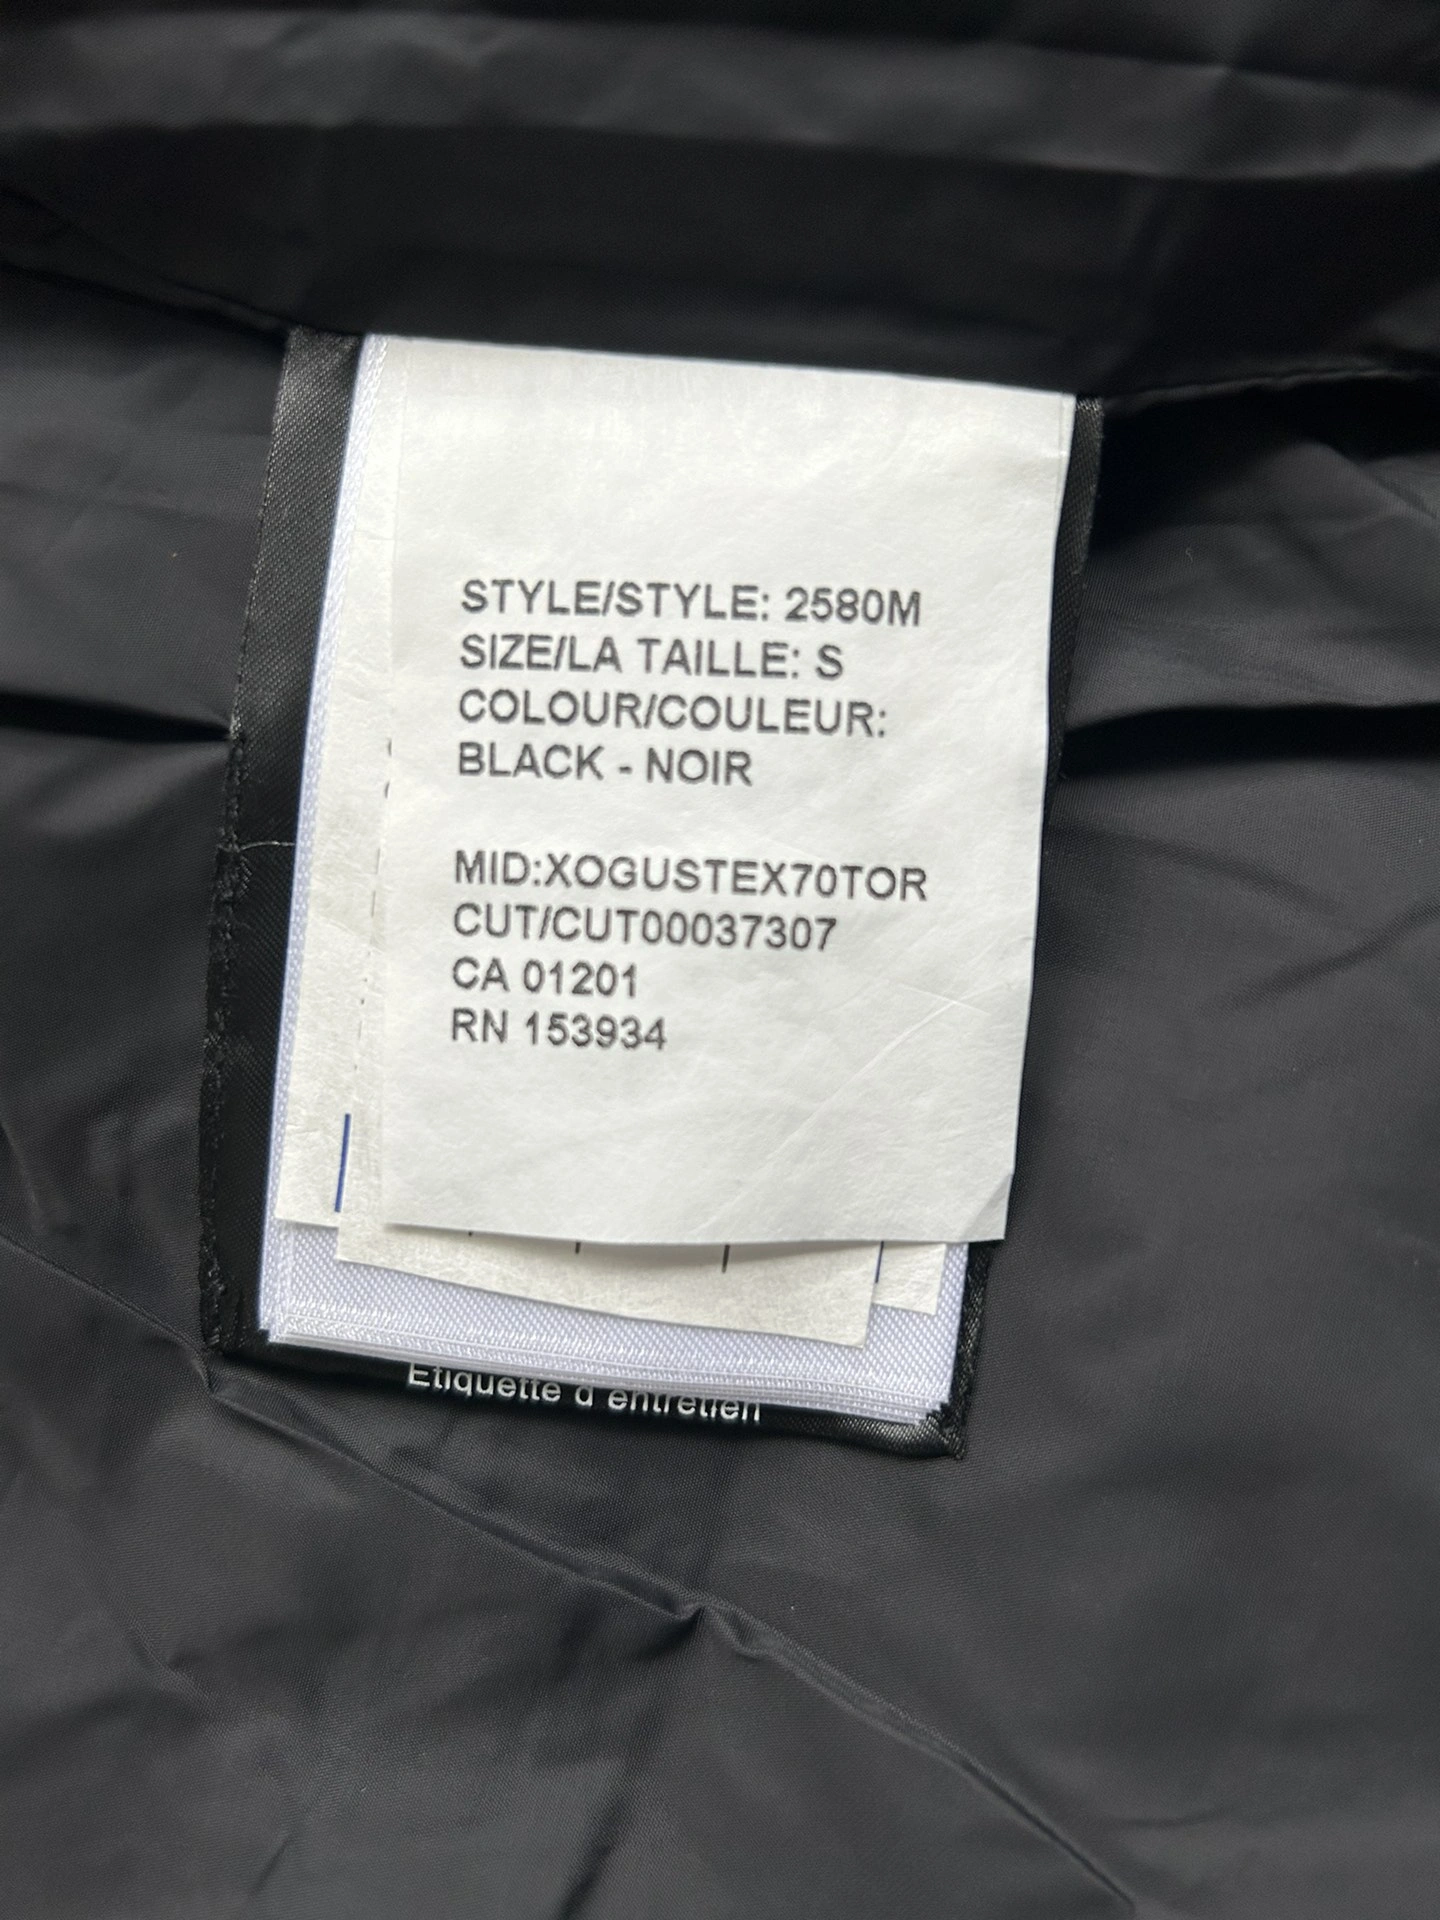 STYLE/STYLE: 2580M
SIZE/LA TAILLE: S
COLOUR/COULEUR:
BLACK - NOIR
MID:XOGUSTEX70TOR
CUT/CUT00037307
CA 01201
RN 153934
Etiquette d'entretien